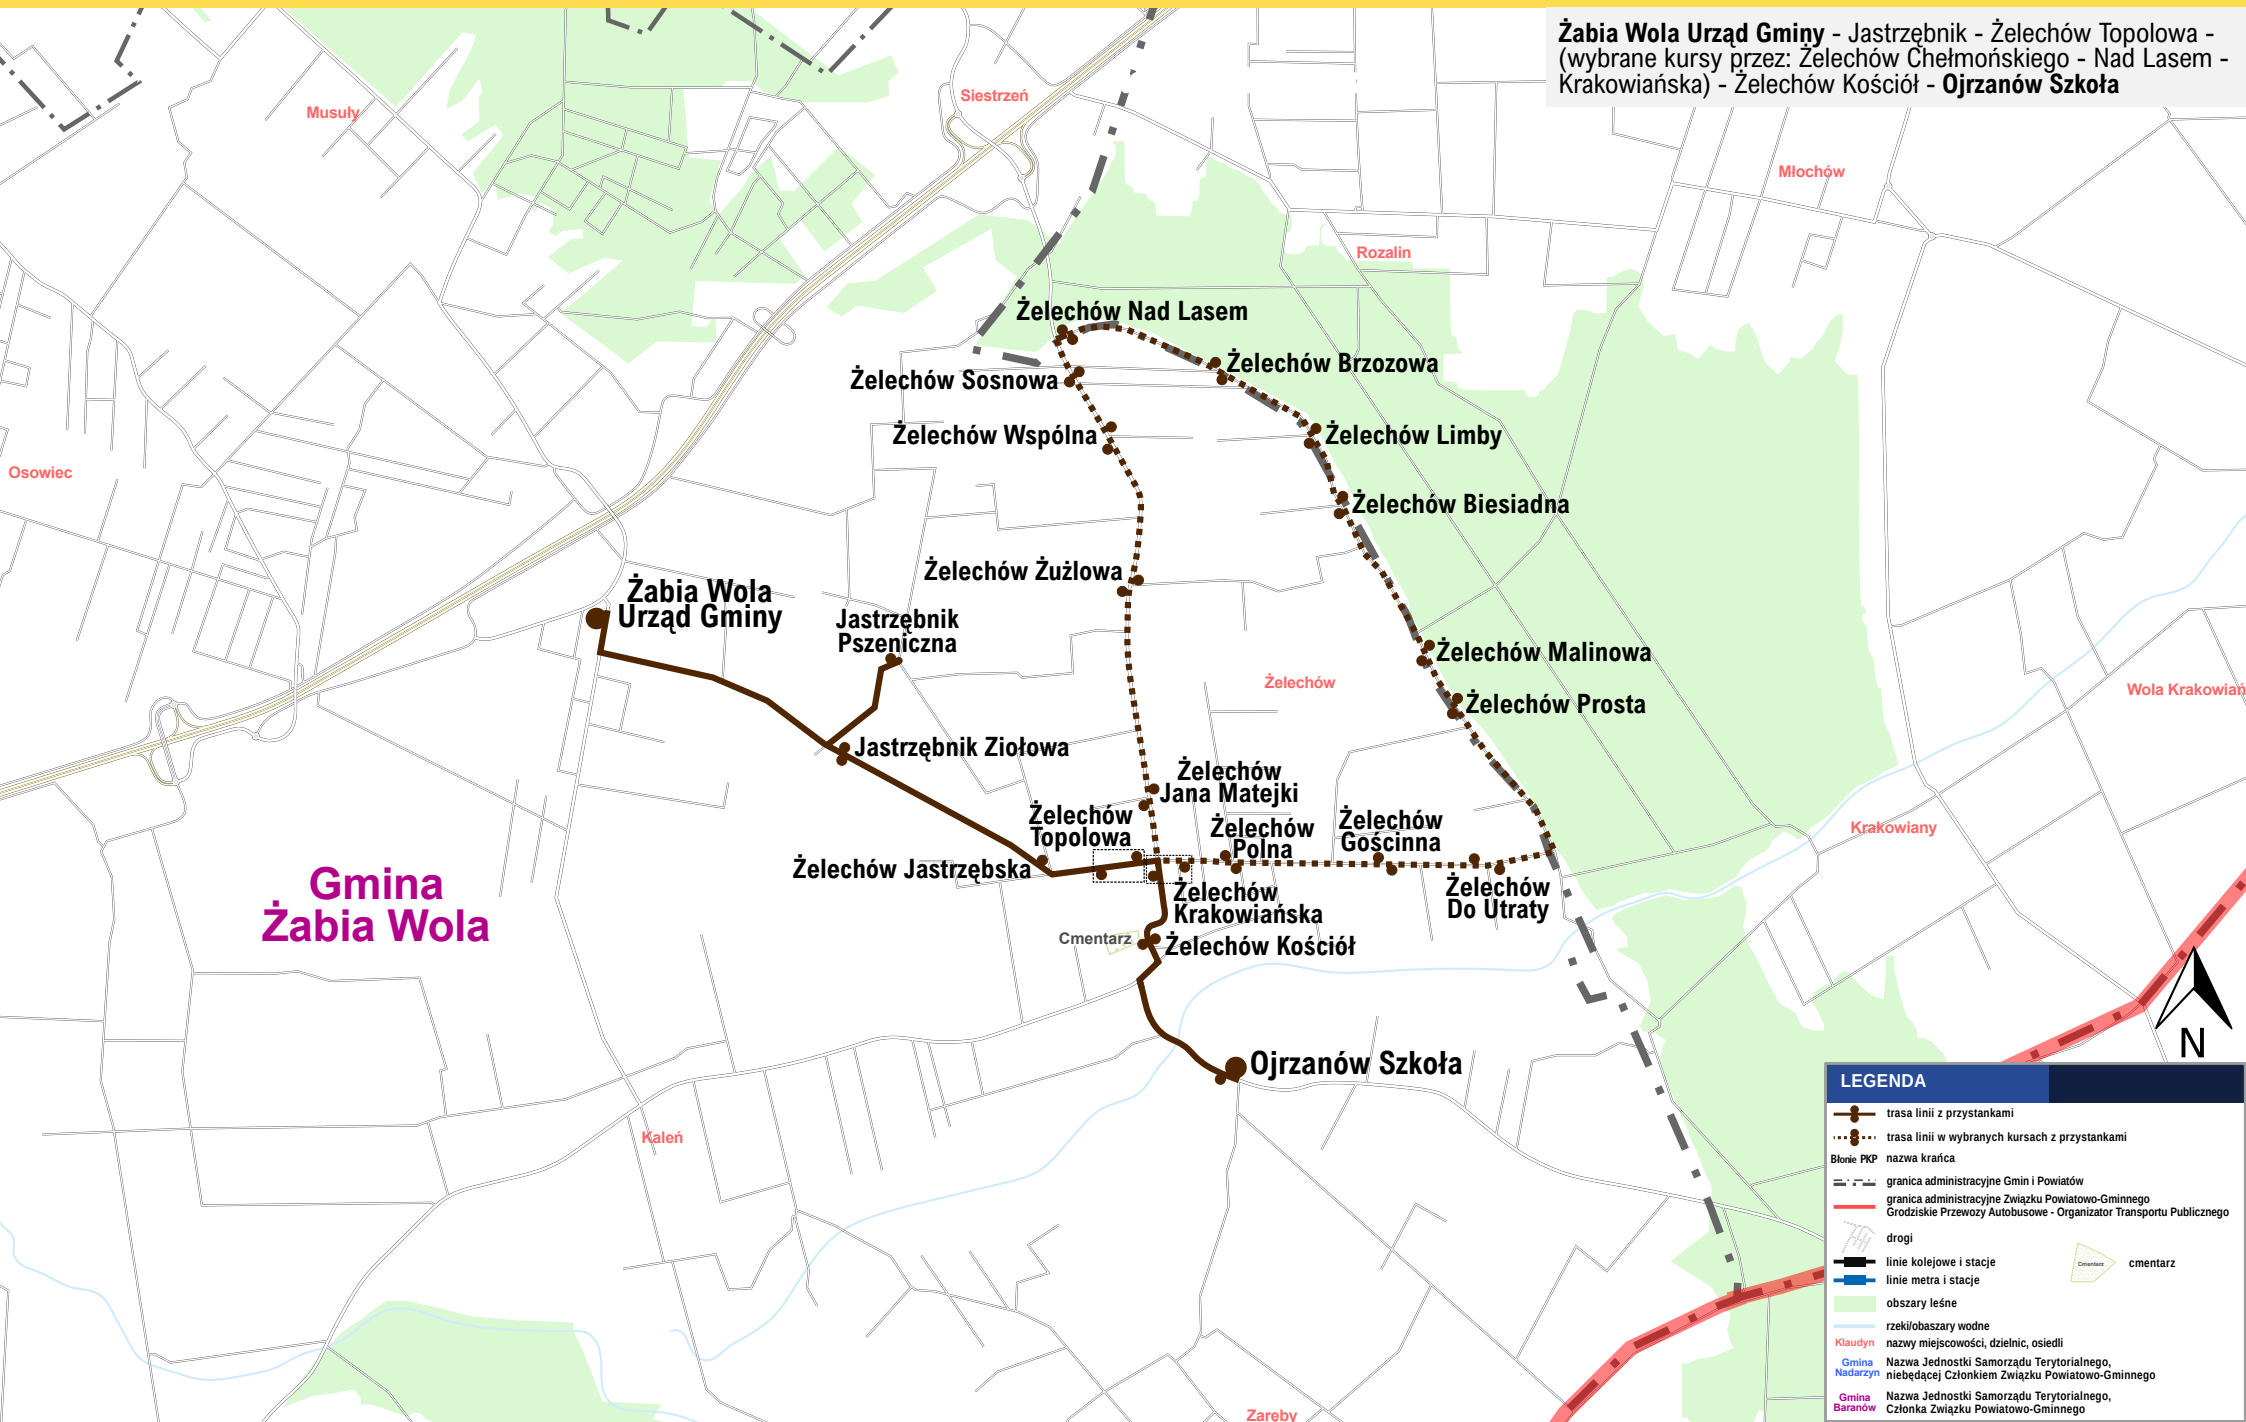 Żabia Wola Urząd Gminy - Jastrzębnik - Żelechów Topolowa -
(wybrane kursy przez: Żelechów Chełmońskiego - Nad Lasem -
Krakowiańska) - Żelechów Kościół - Ojrzanów Szkoła
Siestrzeń
Musuły
Młochów
Rozalin
Żelechów Nad Lasem
Żelechów Brzozowa
Żelechów Sosnowa
Żelechów Wspólna
Żelechów Limby
Osowiec
Żelechów Biesiadna
Żelechów Żużlowa
Żabia Wola
Urząd Gminy
Jastrzębnik
Pszeniczna
Żelechów Malinowa
Żelechów
Wola Krakowiań
Żelechów Prosta
Jastrzębnik Ziołowa
Żelechów
Jana Matejki
Żelechów
Topolowa
Żelechów
Polna
Żelechów
Gościnna
Krakowiany
Żelechów Jastrzębska
Gmina
Żabia Wola
Żelechów
Krakowiańska
Żelechów
Do Utraty
Cmentarz
Żelechów Kościół
N
Ojrzanów Szkoła
Kaleń
Zaręby
LEGENDA
trasa linii z przystankami
trasa linii w wybranych kursach z przystankami
Błonie PKP nazwa krańca
granica administracyjne Gmin i Powiatów
granica administracyjne Związku Powiatowo-Gminnego
Grodziskie Przewozy Autobusowe - Organizator Transportu Publicznego
drogi
linie kolejowe i stacje
Cmentarz cmentarz
linie metra i stacje
obszary leśne
rzeki/obaszary wodne
Klaudyn nazwy miejscowości, dzielnic, osiedli
Gmina Nazwa Jednostki Samorządu Terytorialnego,
Nadarzyn niebędącej Członkiem Związku Powiatowo-Gminnego
Gmina Nazwa Jednostki Samorządu Terytorialnego,
Baranów Członka Związku Powiatowo-Gminnego